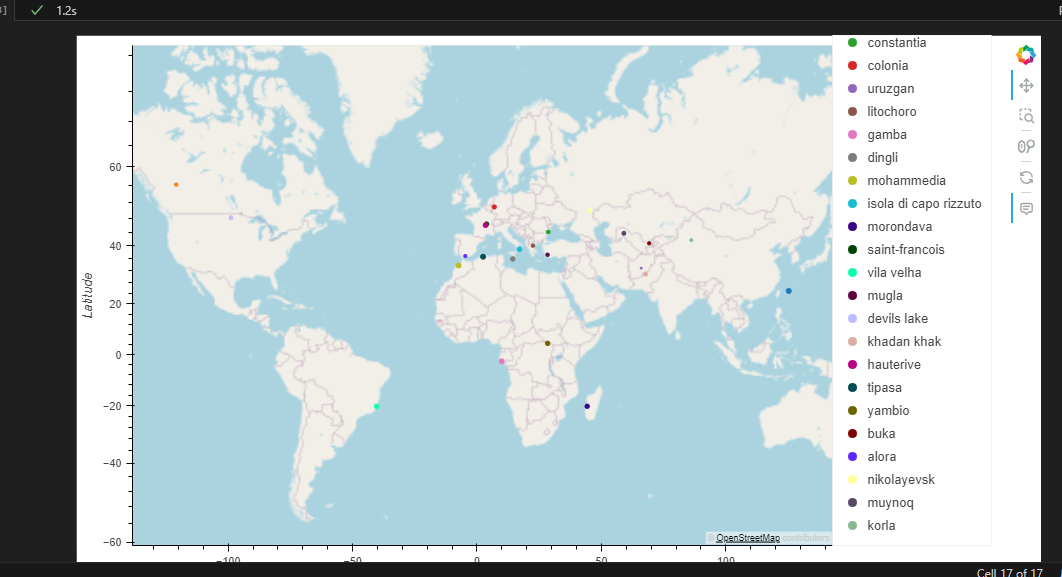 1.2s
constantia
colonia
uruzgan
litochoro
gamba
dingli
mohammedia
isola di capo rizzuto
morondava
saint-francois
vila velha
mugla
devils lake
khadan khak
hauterive
tipasa
yambio
buka
alora
nikolayevsk
muynoq
korla
60
40
20
0
−20
−40
−60
Latitude
OpenStreetMap contributors
−100
−50
0
50
100
Cell 17 of 17